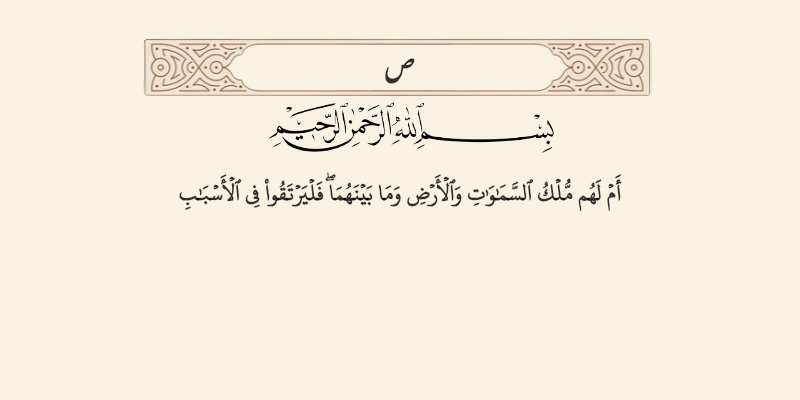 ص
بِسْمِ ٱللَّهِ ٱلرَّحْمَٰنِ ٱلرَّحِيمِ
أَمْ لَهُم مُّلْكُ ٱلسَّمَـٰوَٰتِ وَٱلْأَرْضِ وَمَا بَيْنَهُمَا ۖ فَلْيَرْتَقُوا۟ فِى ٱلْأَسْبَـٰبِ